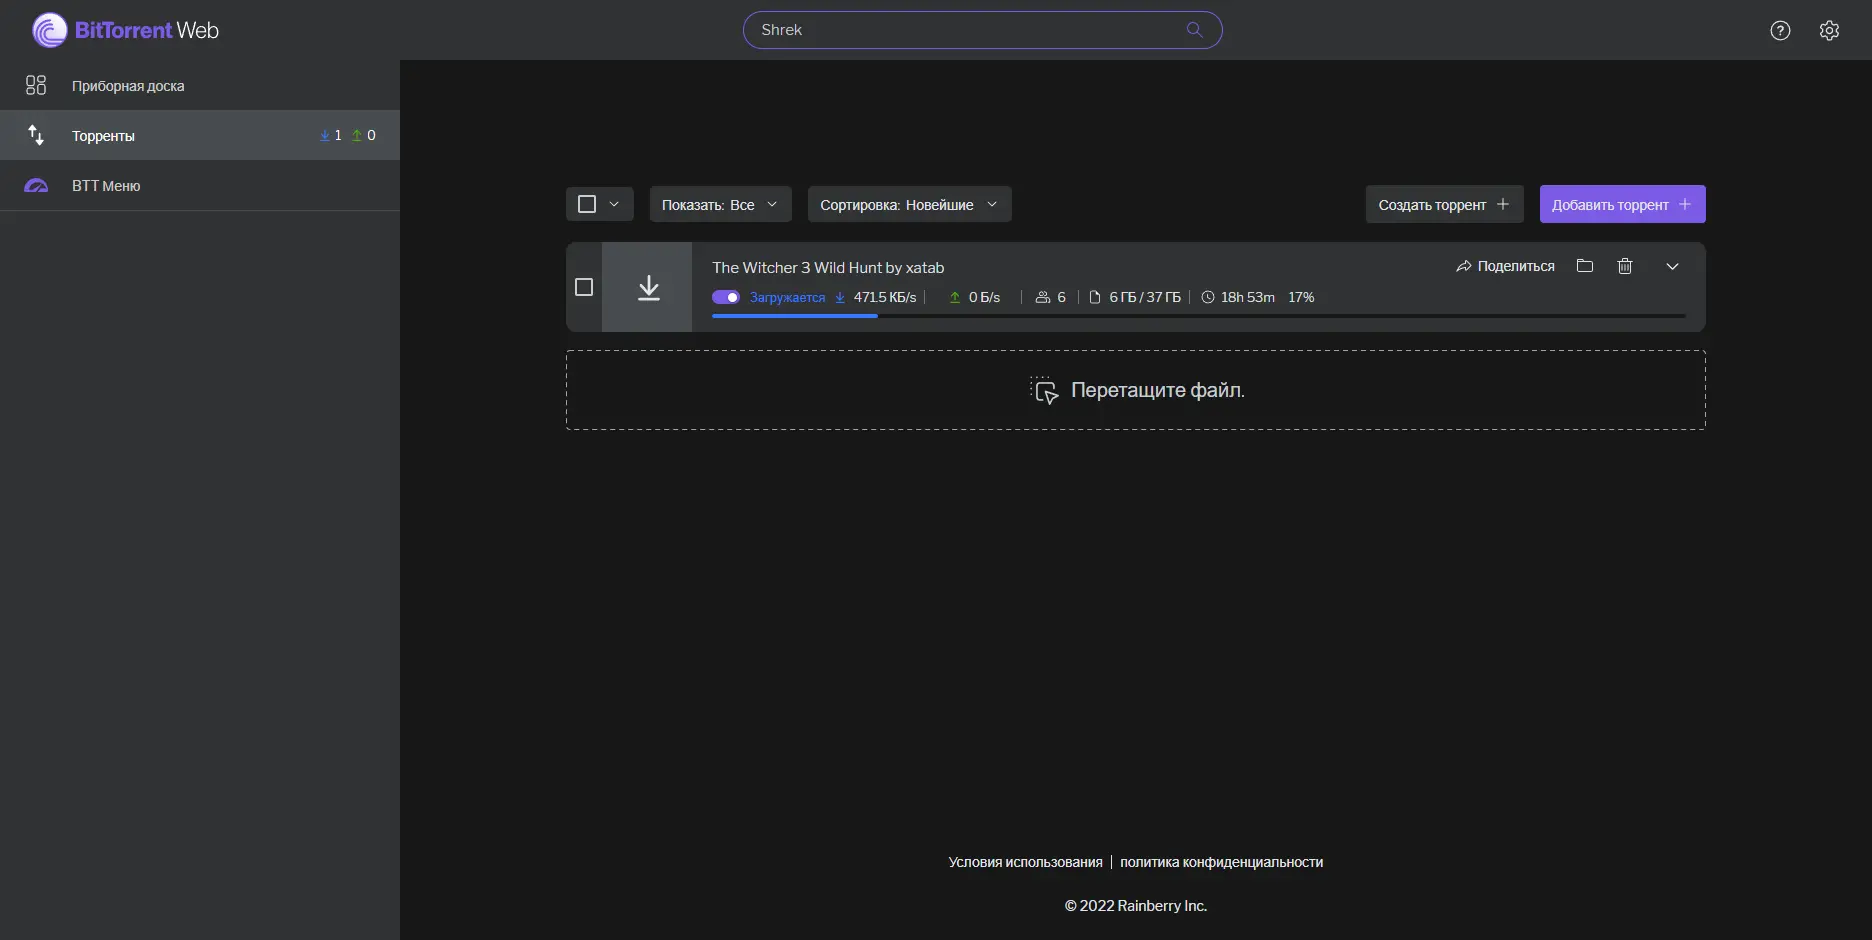 BitTorrent Web
Shrek
Приборная доска
Торренты 1 0
BTT Меню
Показать: Все
Сортировка: Новейшие
Создать торрент
Добавить торрент
The Witcher 3 Wild Hunt by xatab
Поделиться
Загружается 471.5 КБ/s 0 Б/s 6 6 ГБ / 37 ГБ 18h 53m 17%
Перетащите файл.
Условия использования | политика конфиденциальности
© 2022 Rainberry Inc.